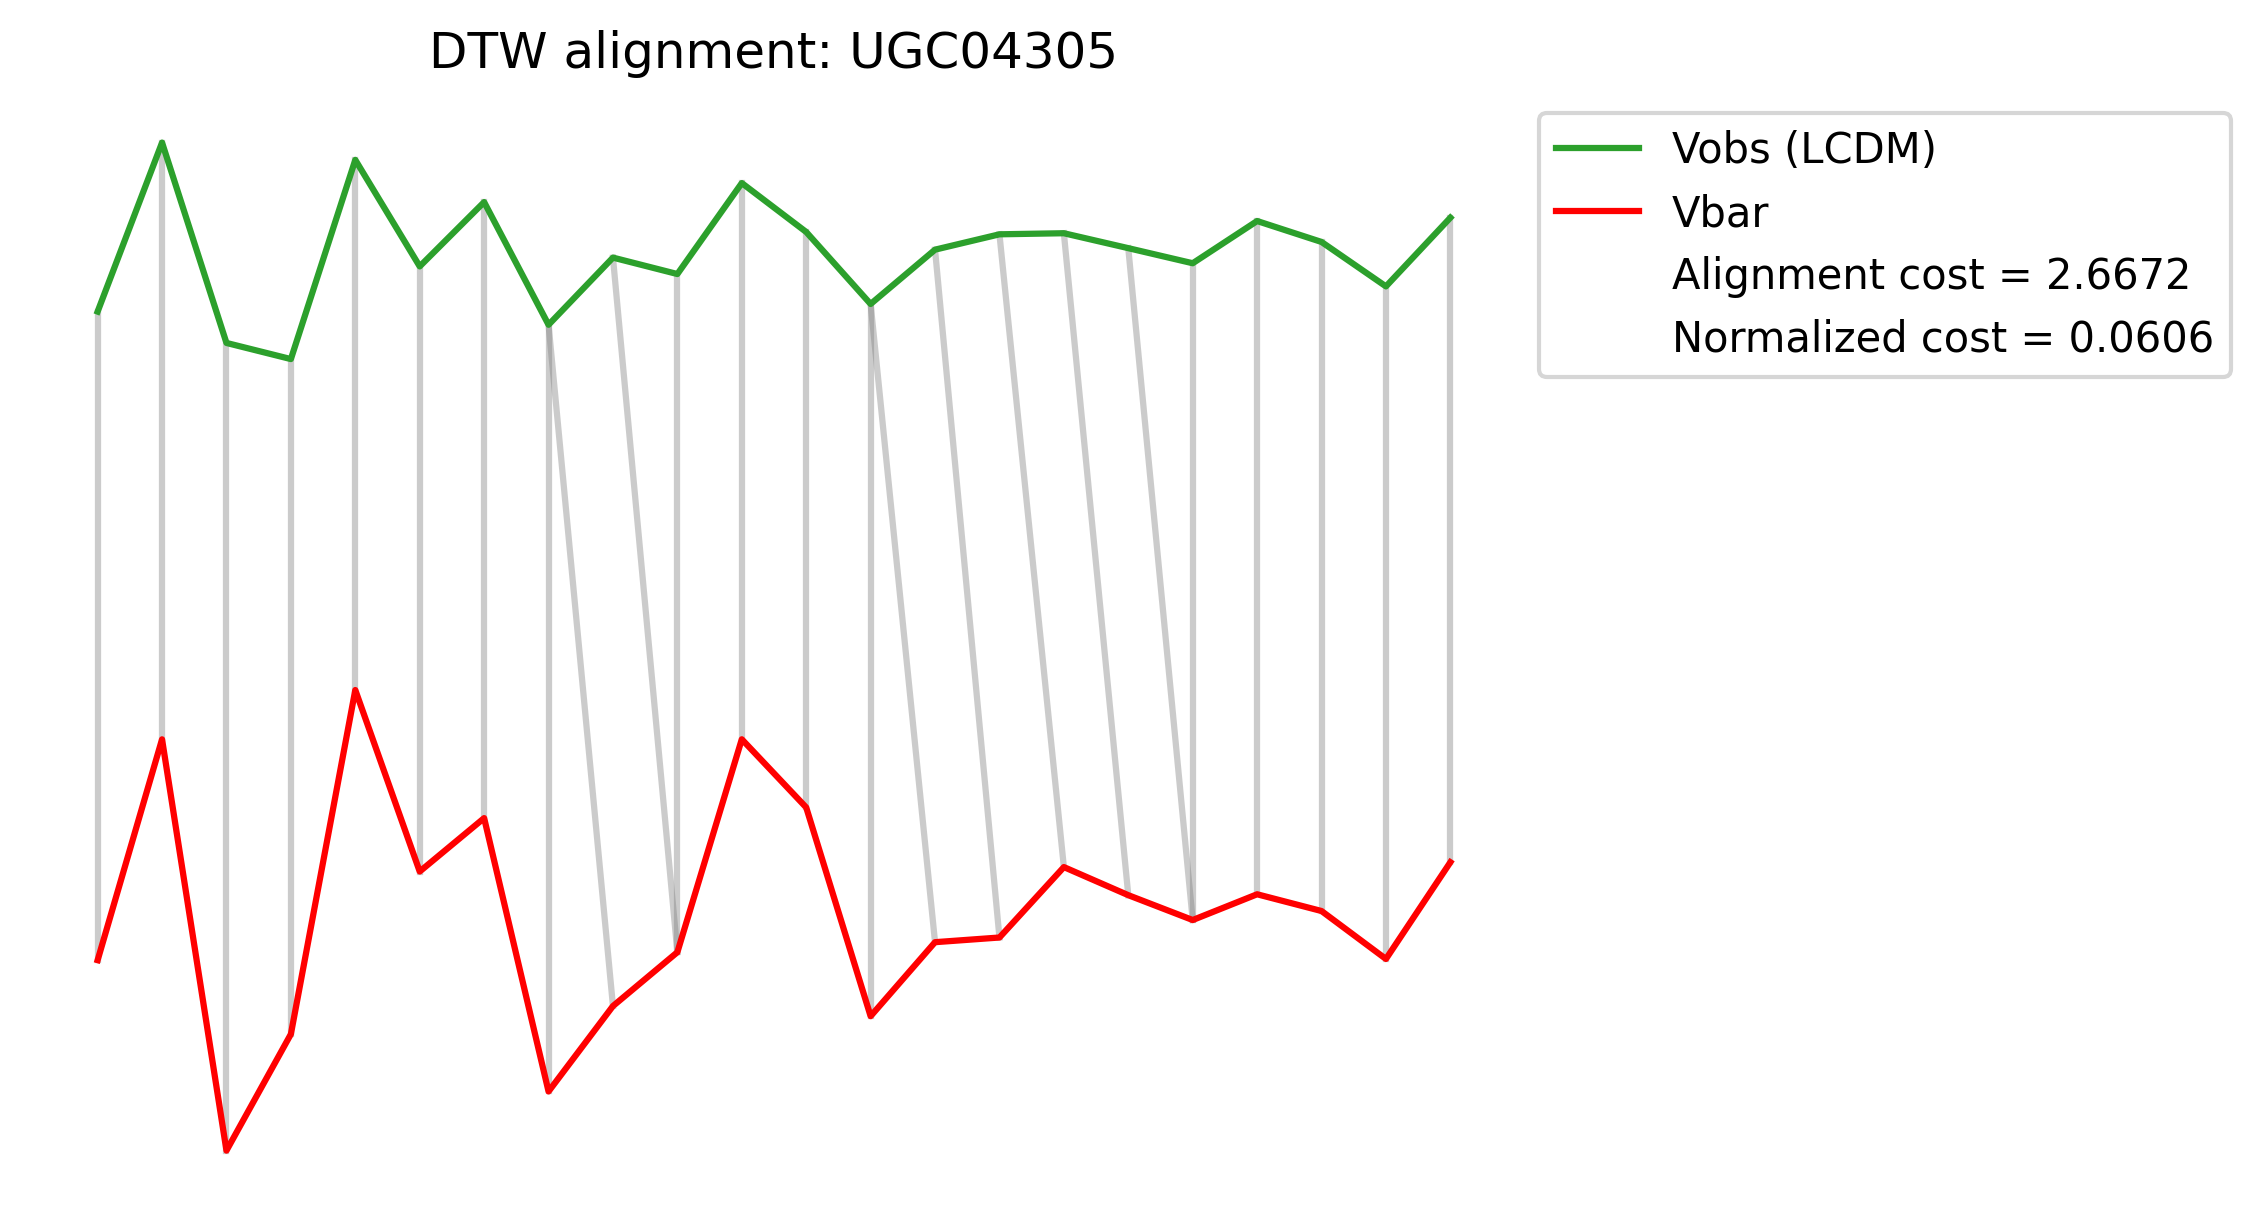 DTW alignment: UGC04305
Vobs (LCDM)
Vbar
Alignment cost = 2.6672
Normalized cost = 0.0606